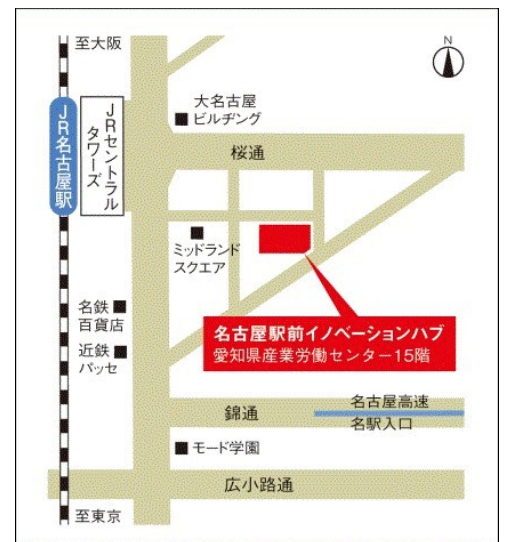 至大阪
N
JR名古屋駅
JRセントラル
タワーズ
大名古屋
ビルヂング
桜通
ミッドランド
スクエア
名鉄
百貨店
近鉄
パッセ
名古屋駅前イノベーションハブ
愛知県産業労働センター15階
名古屋高速
名駅入口
錦通
モード学園
広小路通
至東京